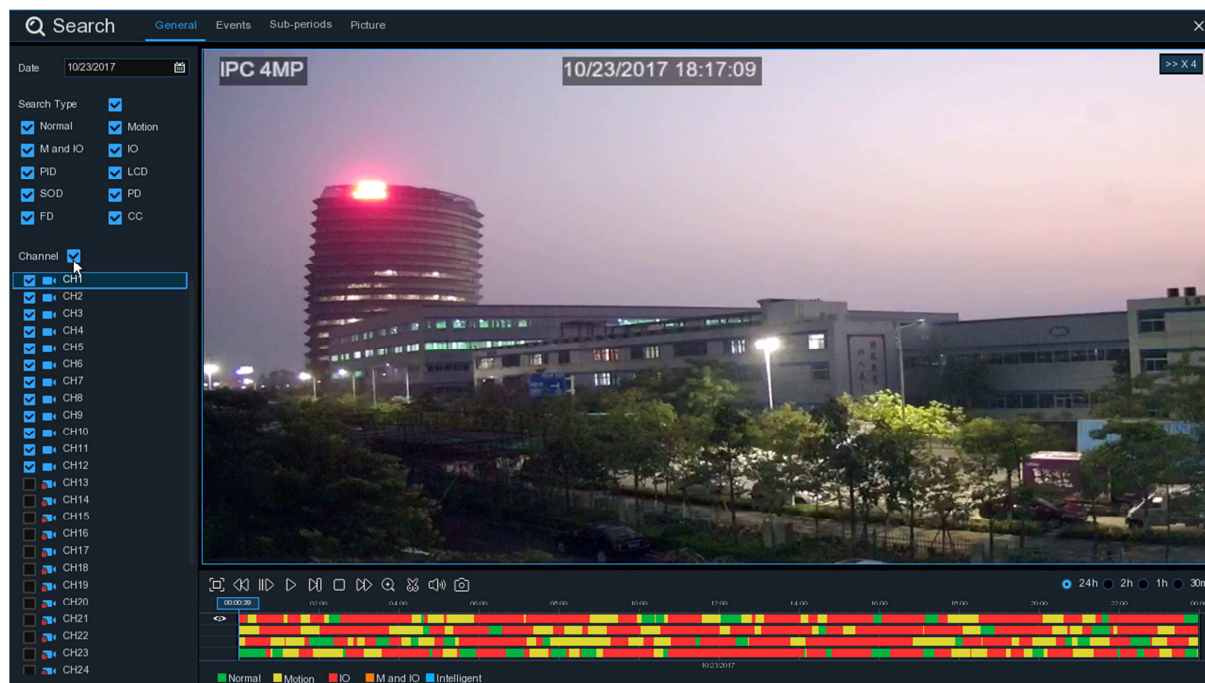 Search General Events Sub-periods Picture
Date 10/23/2017
IPC 4MP 10/23/2017 18:17:09 >> X 4
Search Type
Normal Motion
M and IO IO
PID LCD
SOD PD
FD CC
Channel
CH1
CH2
CH3
CH4
CH5
CH6
CH7
CH8
CH9
CH10
CH11
CH12
CH13
CH14
CH15
CH16
CH17
CH18
CH19
CH20
CH21
CH22
CH23
CH24
24h 2h 1h 30m
00:00:39 02:00 04:00 06:00 08:00 10:00 12:00 14:00 16:00 18:00 20:00 22:00 00:00
10/23/2017
Normal Motion IO M and IO Intelligent